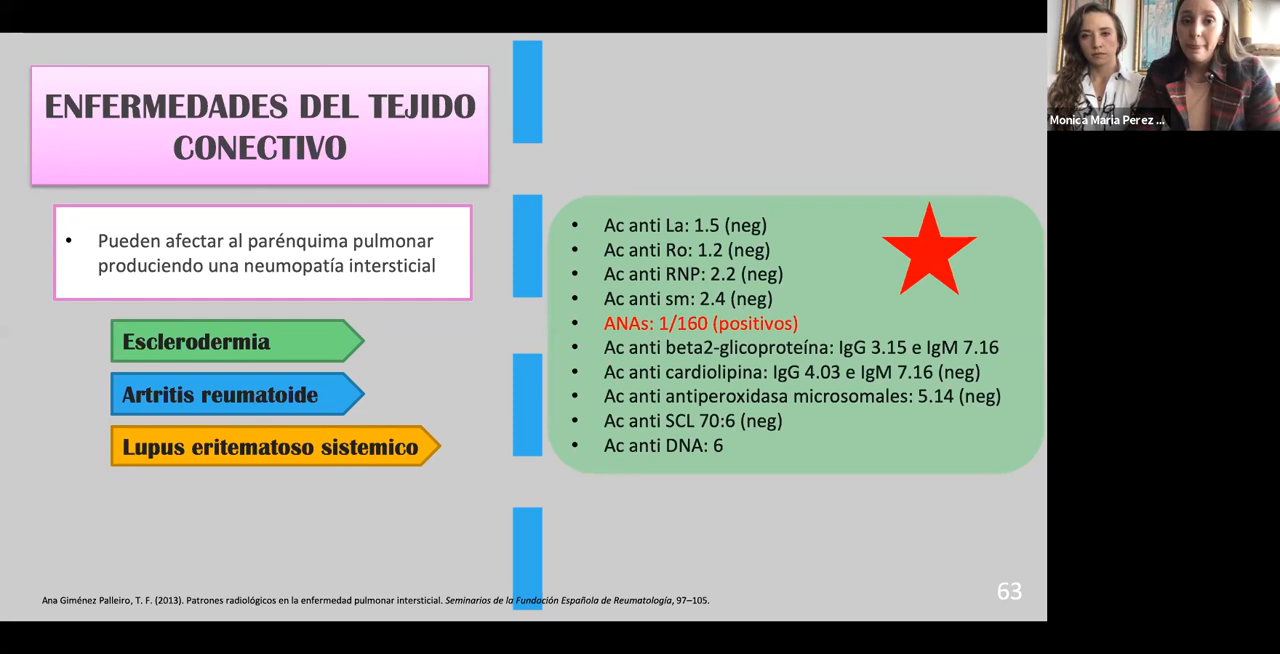 ENFERMEDADES DEL TEJIDO
CONECTIVO
• Pueden afectar al parénquima pulmonar
produciendo una neumopatía intersticial
Esclerodermia
Artritis reumatoide
Lupus eritematoso sistemico
• Ac anti La: 1.5 (neg)
• Ac anti Ro: 1.2 (neg)
• Ac anti RNP: 2.2 (neg)
• Ac anti sm: 2.4 (neg)
• ANAs: 1/160 (positivos)
• Ac anti beta2-glicoproteína: IgG 3.15 e IgM 7.16
• Ac anti cardiolipina: IgG 4.03 e IgM 7.16 (neg)
• Ac anti antiperoxidasa microsomales: 5.14 (neg)
• Ac anti SCL 70:6 (neg)
• Ac anti DNA: 6
Ana Giménez Palleiro, T. F. (2013). Patrones radiológicos en la enfermedad pulmonar intersticial. Seminarios de la Fundación Española de Reumatología, 97–105.
63
Monica Maria Perez ...